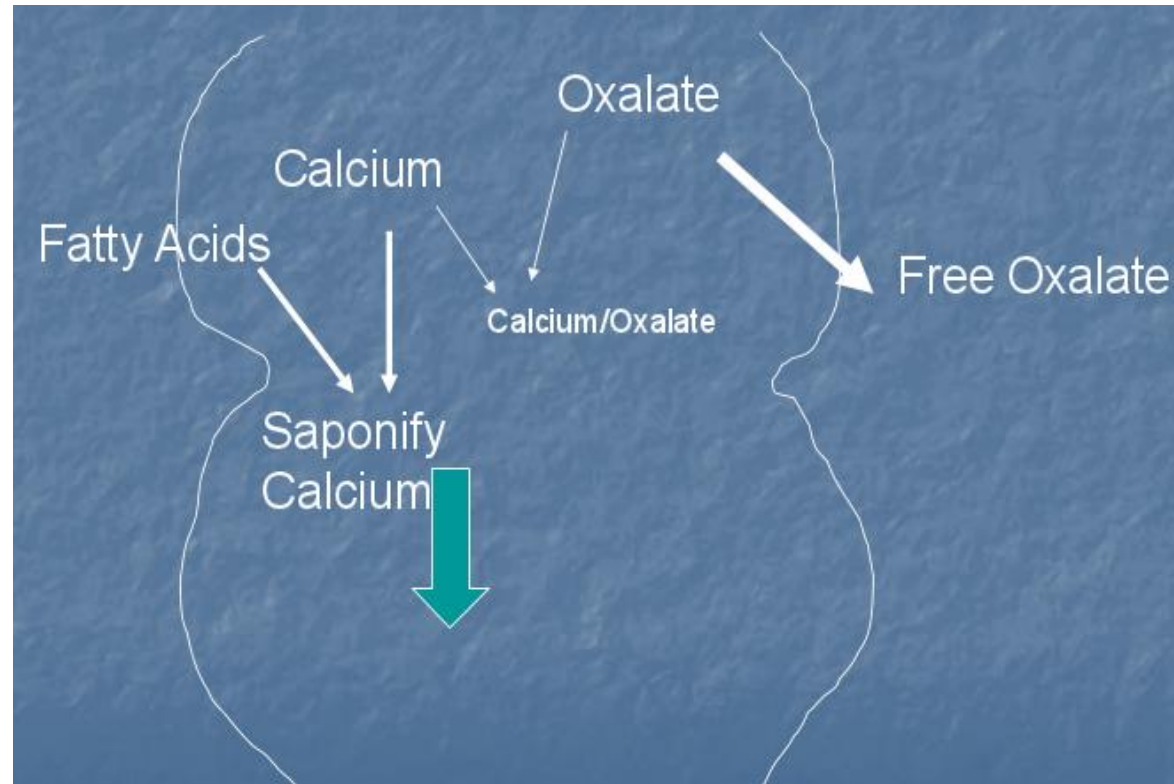 Oxalate
Calcium
Fatty Acids
Free Oxalate
Calcium/Oxalate
Saponify
Calcium